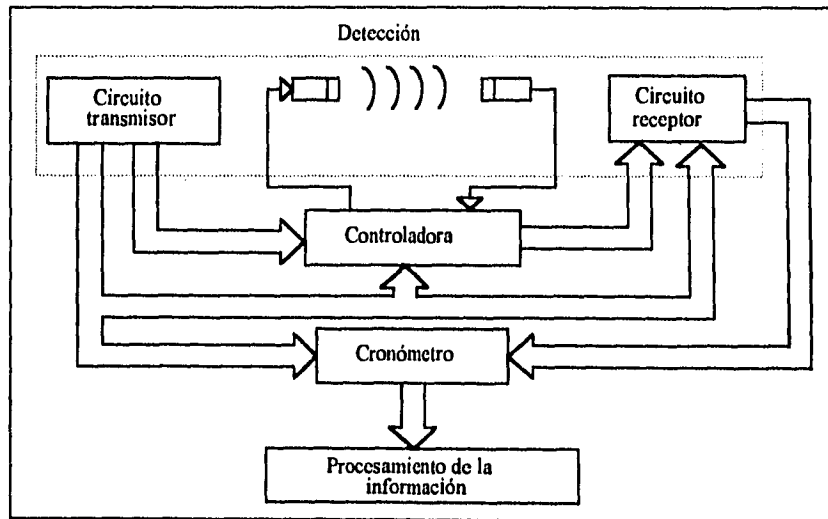 Detección
Circuito
transmisor
Circuito
receptor
Controladora
Cronómetro
Procesamiento de la
información